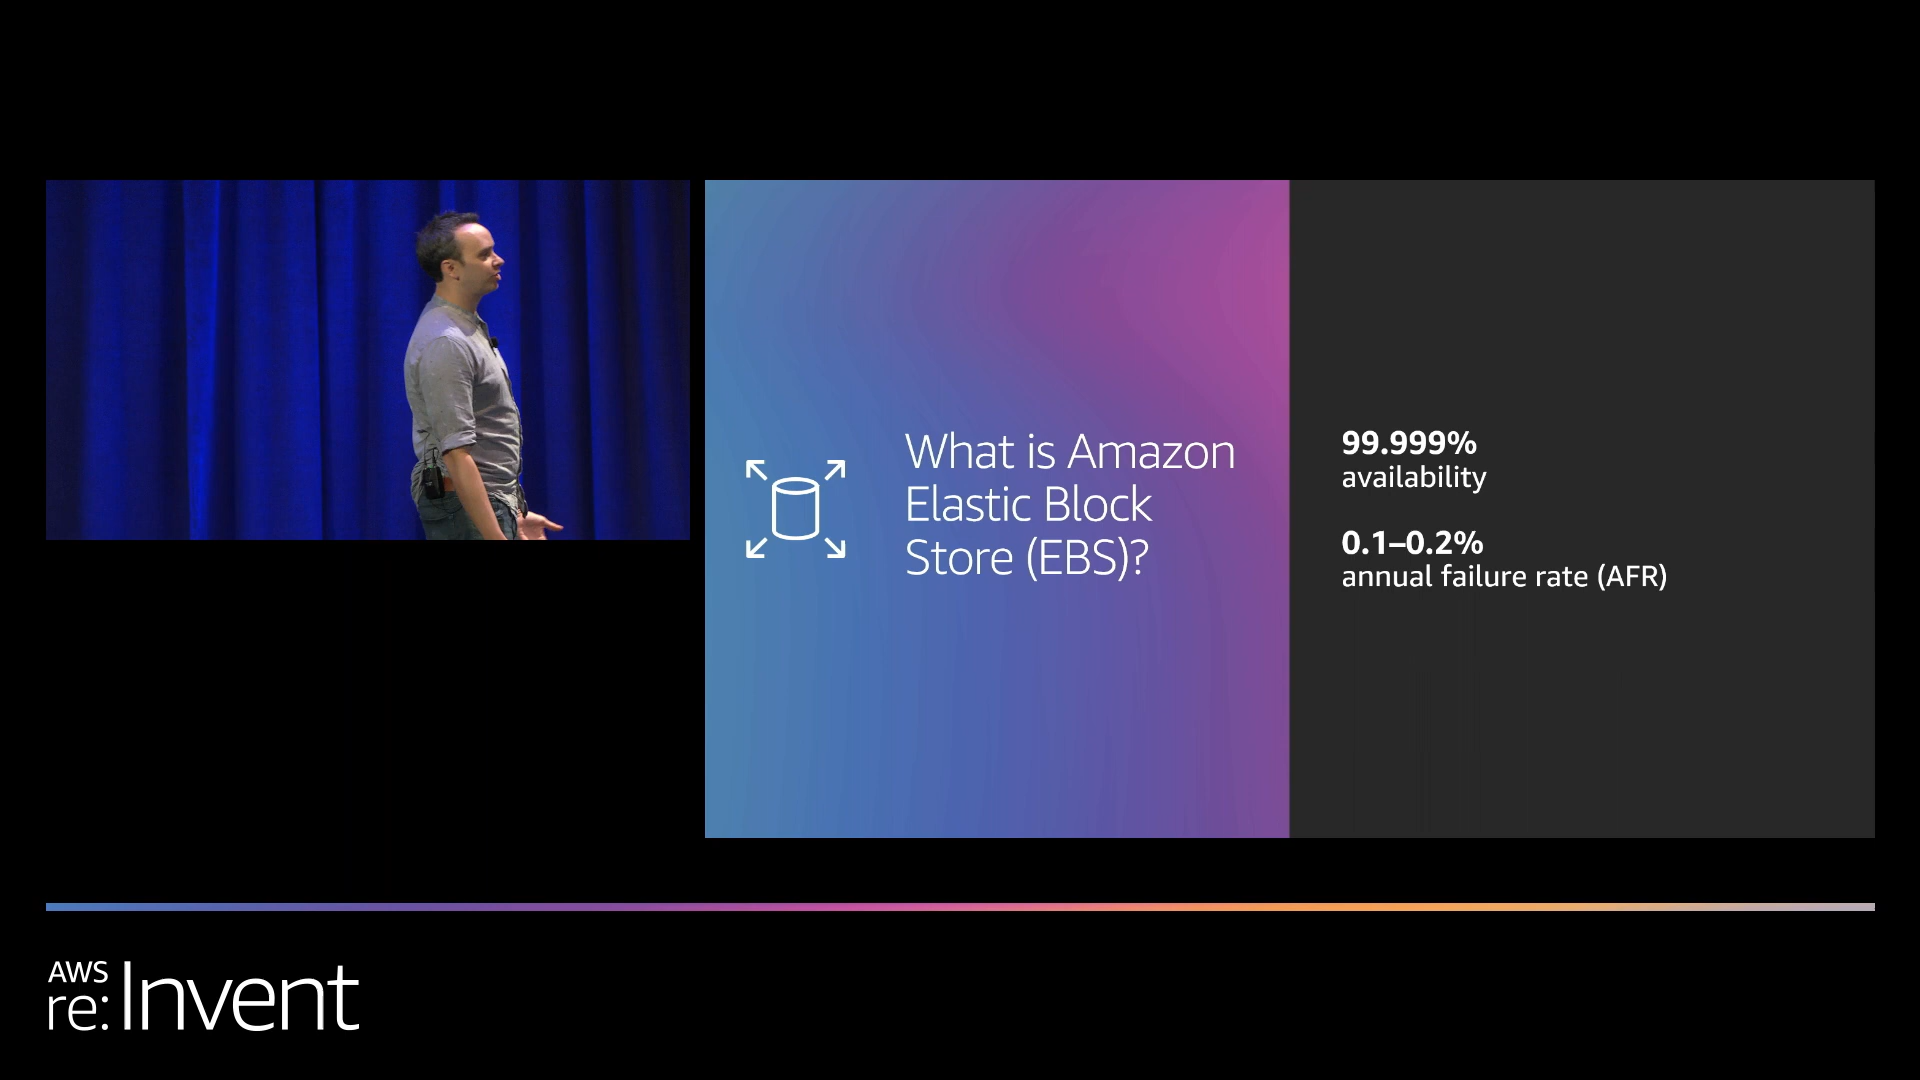 What is Amazon
Elastic Block
Store (EBS)?
99.999%
availability
0.1–0.2%
annual failure rate (AFR)
AWS
re:Invent